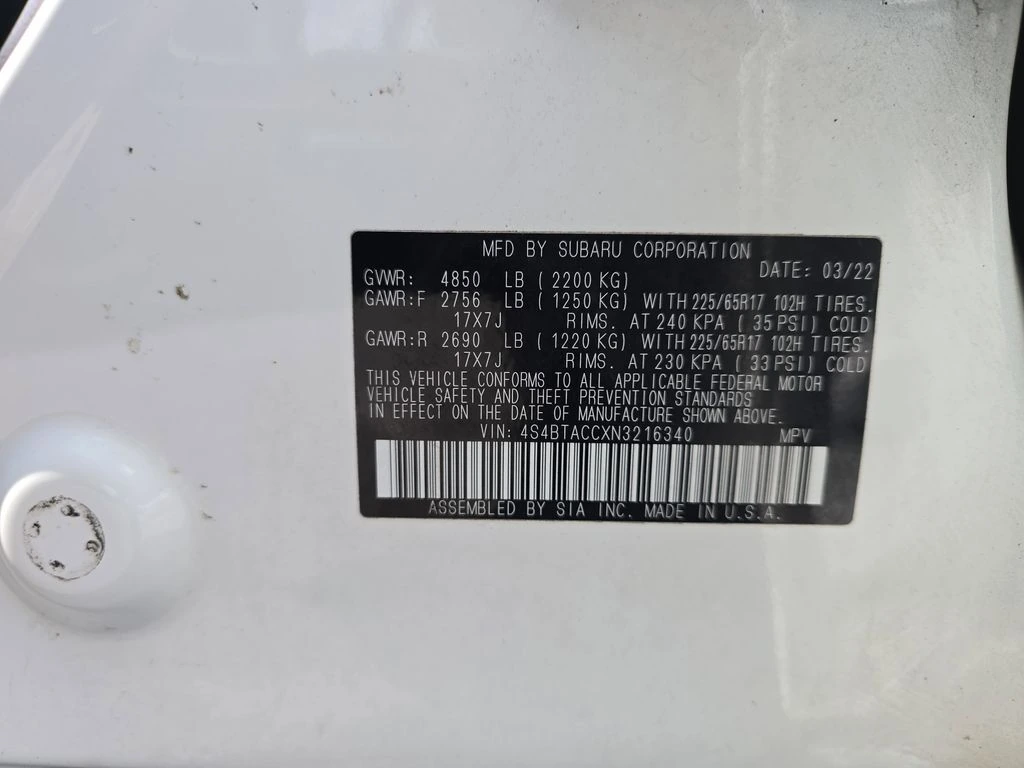 MFD BY SUBARU CORPORATION
DATE: 03/22
GVWR: 4850 LB (2200 KG)
GAWR:F 2756 LB (1250 KG) WITH 225/65R17 102H TIRES.
17X7J RIMS. AT 240 KPA (35 PSI) COLD
GAWR:R 2690 LB (1220 KG) WITH 225/65R17 102H TIRES.
17X7J RIMS. AT 230 KPA (33 PSI) COLD
THIS VEHICLE CONFORMS TO ALL APPLICABLE FEDERAL MOTOR
VEHICLE SAFETY AND THEFT PREVENTION STANDARDS
IN EFFECT ON THE DATE OF MANUFACTURE SHOWN ABOVE.
VIN: 4S4BTACCXN3216340 MPV
ASSEMBLED BY SIA INC. MADE IN U.S.A.